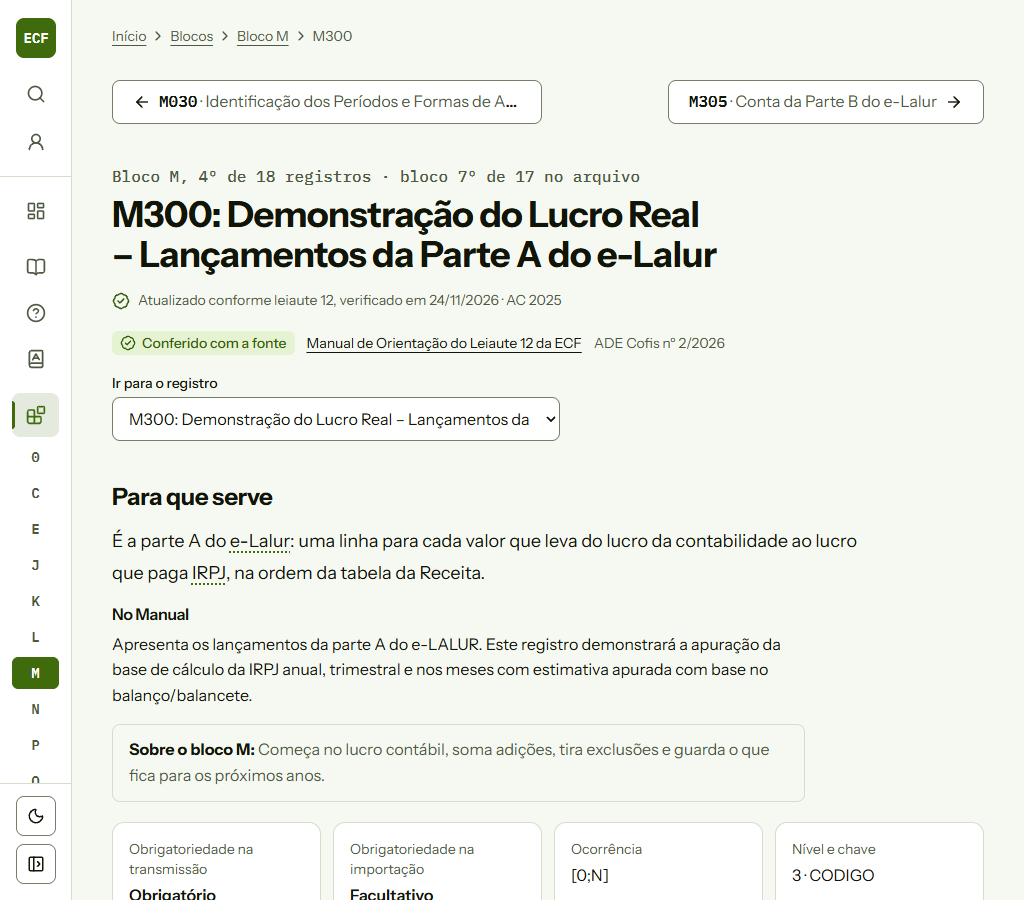 ECF
Início > Blocos > Bloco M > M300
← M030 · Identificação dos Períodos e Formas de A...
M305 · Conta da Parte B do e-Lalur →
Bloco M, 4º de 18 registros · bloco 7º de 17 no arquivo
M300: Demonstração do Lucro Real
– Lançamentos da Parte A do e-Lalur
Atualizado conforme leiaute 12, verificado em 24/11/2026 · AC 2025
Conferido com a fonte Manual de Orientação do Leiaute 12 da ECF ADE Cofis nº 2/2026
Ir para o registro
M300: Demonstração do Lucro Real – Lançamentos da
0
C
E
J
K
L
M
N
P
Para que serve
É a parte A do e-Lalur: uma linha para cada valor que leva do lucro da contabilidade ao lucro
que paga IRPJ, na ordem da tabela da Receita.
No Manual
Apresenta os lançamentos da parte A do e-LALUR. Este registro demonstrará a apuração da
base de cálculo da IRPJ anual, trimestral e nos meses com estimativa apurada com base no
balanço/balancete.
Sobre o bloco M: Começa no lucro contábil, soma adições, tira exclusões e guarda o que
fica para os próximos anos.
Obrigatoriedade na
transmissão
Obrigatório
Obrigatoriedade na
importação
Facultativo
Ocorrência
[0;N]
Nível e chave
3 · CODIGO